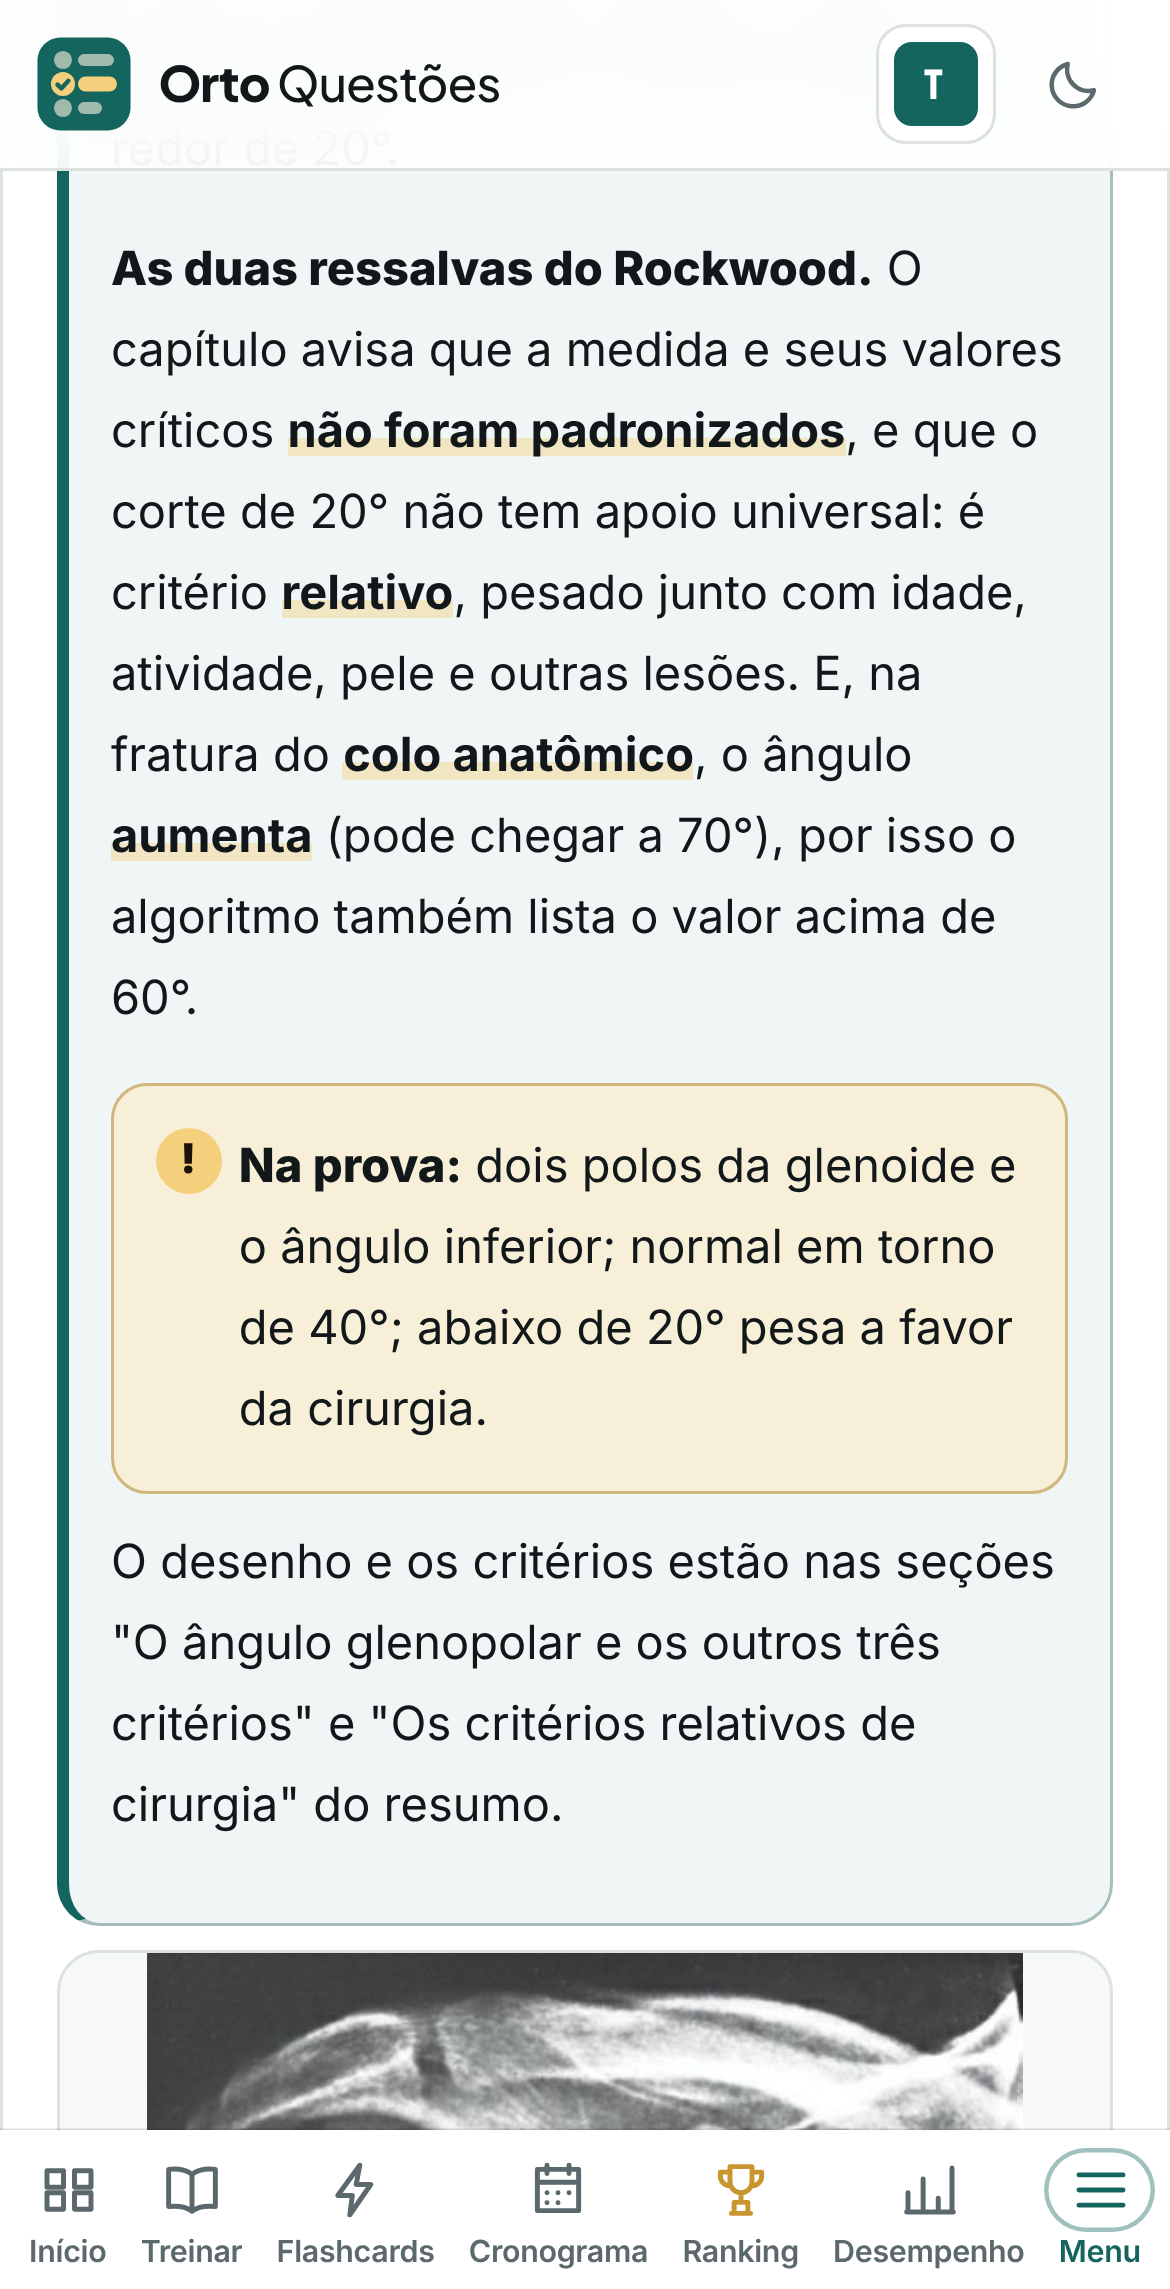 Orto Questões
T
redor de 20°.
As duas ressalvas do Rockwood. O
capítulo avisa que a medida e seus valores
críticos não foram padronizados, e que o
corte de 20° não tem apoio universal: é
critério relativo, pesado junto com idade,
atividade, pele e outras lesões. E, na
fratura do colo anatômico, o ângulo
aumenta (pode chegar a 70°), por isso o
algoritmo também lista o valor acima de
60°.
! Na prova: dois polos da glenoide e
o ângulo inferior; normal em torno
de 40°; abaixo de 20° pesa a favor
da cirurgia.
O desenho e os critérios estão nas seções
"O ângulo glenopolar e os outros três
critérios" e "Os critérios relativos de
cirurgia" do resumo.
Início Treinar Flashcards Cronograma Ranking Desempenho Menu